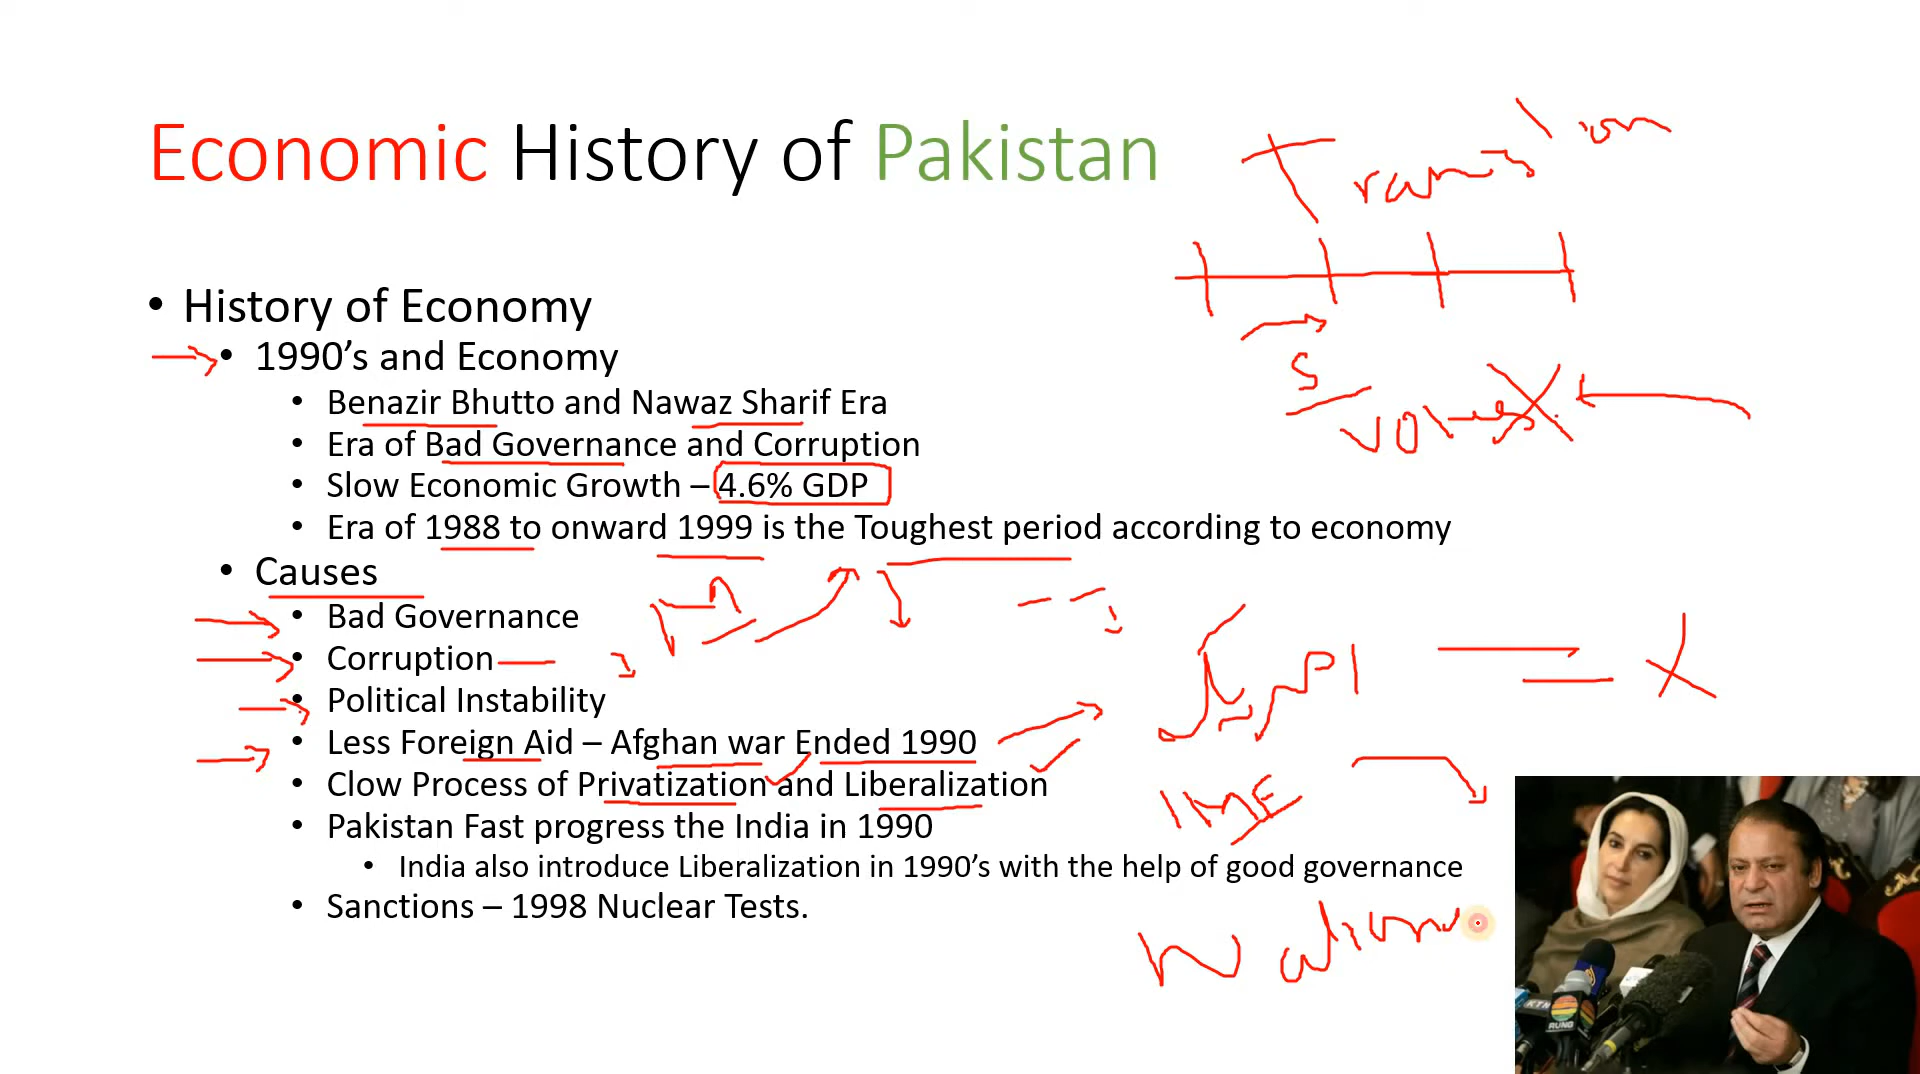 Economic History of Pakistan
Transion
• History of Economy
• 1990’s and Economy
S
• Benazir Bhutto and Nawaz Sharif Era
• Era of Bad Governance and Corruption
• Slow Economic Growth – 4.6% GDP
• Era of 1988 to onward 1999 is the Toughest period according to economy
• Causes
• Bad Governance
• Corruption
• Political Instability
• Less Foreign Aid – Afghan war Ended 1990
• Clow Process of Privatization and Liberalization
• Pakistan Fast progress the India in 1990
• India also introduce Liberalization in 1990’s with the help of good governance
• Sanctions – 1998 Nuclear Tests.
KTN
RUNG